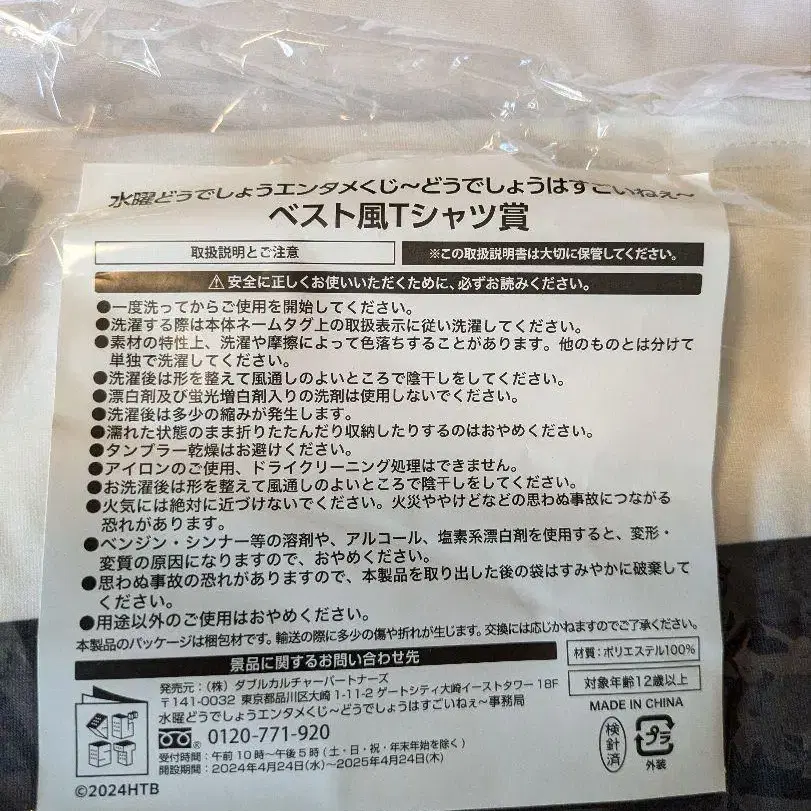 水曜どうでしょうエンタメくじ〜どうでしょうはすごいねぇ〜
ベスト風Tシャツ賞
取扱説明とご注意
※この取扱説明書は大切に保管してください。
⚠安全に正しくお使いいただくために、必ずお読みください。
●一度洗ってからご使用を開始してください。
●洗濯する際は本体ネームタグ上の取扱表示に従い洗濯してください。
●素材の特性上、洗濯や摩擦によって色落ちすることがあります。他のものとは分けて
単独で洗濯してください。
●洗濯後は形を整えて風通しのよいところで陰干しをしてください。
●漂白剤及び蛍光増白剤入りの洗剤は使用しないでください。
●洗濯後は多少の縮みが発生します。
●濡れた状態のまま折りたたんだり収納したりするのはおやめください。
●タンブラー乾燥はお避けください。
●アイロンのご使用、ドライクリーニング処理はできません。
●お洗濯後は形を整えて風通しのよいところで陰干しをしてください。
●火気には絶対に近づけないでください。火災ややけどなどの思わぬ事故につながる
恐れがあります。
●ベンジン・シンナー等の溶剤や、アルコール、塩素系漂白剤を使用すると、変形・
変質の原因になりますので、おやめください。
●思わぬ事故の恐れがありますので、本製品を取り出した後の袋はすみやかに破棄して
ください。
●用途以外のご使用はおやめください。
本製品のパッケージは梱包材です。輸送の際に多少の傷や折れが生じます。交換には応じかねますのでご了承ください。
景品に関するお問い合わせ先
発売元：（株）ダブルカルチャーパートナーズ
〒141-0032 東京都品川区大崎 1-11-2 ゲートシティ大崎イーストタワー 18F
水曜どうでしょうエンタメくじ〜どうでしょうはすごいねぇ〜事務局
0120-771-920
受付時間：午前10時〜午後5時（土・日・祝・年末年始を除く）
開設期間：2024年4月24日(水)〜2025年4月24日(木)
©2024HTB
材質：ポリエステル100%
対象年齢12歳以上
MADE IN CHINA
検針済
プラ
外装